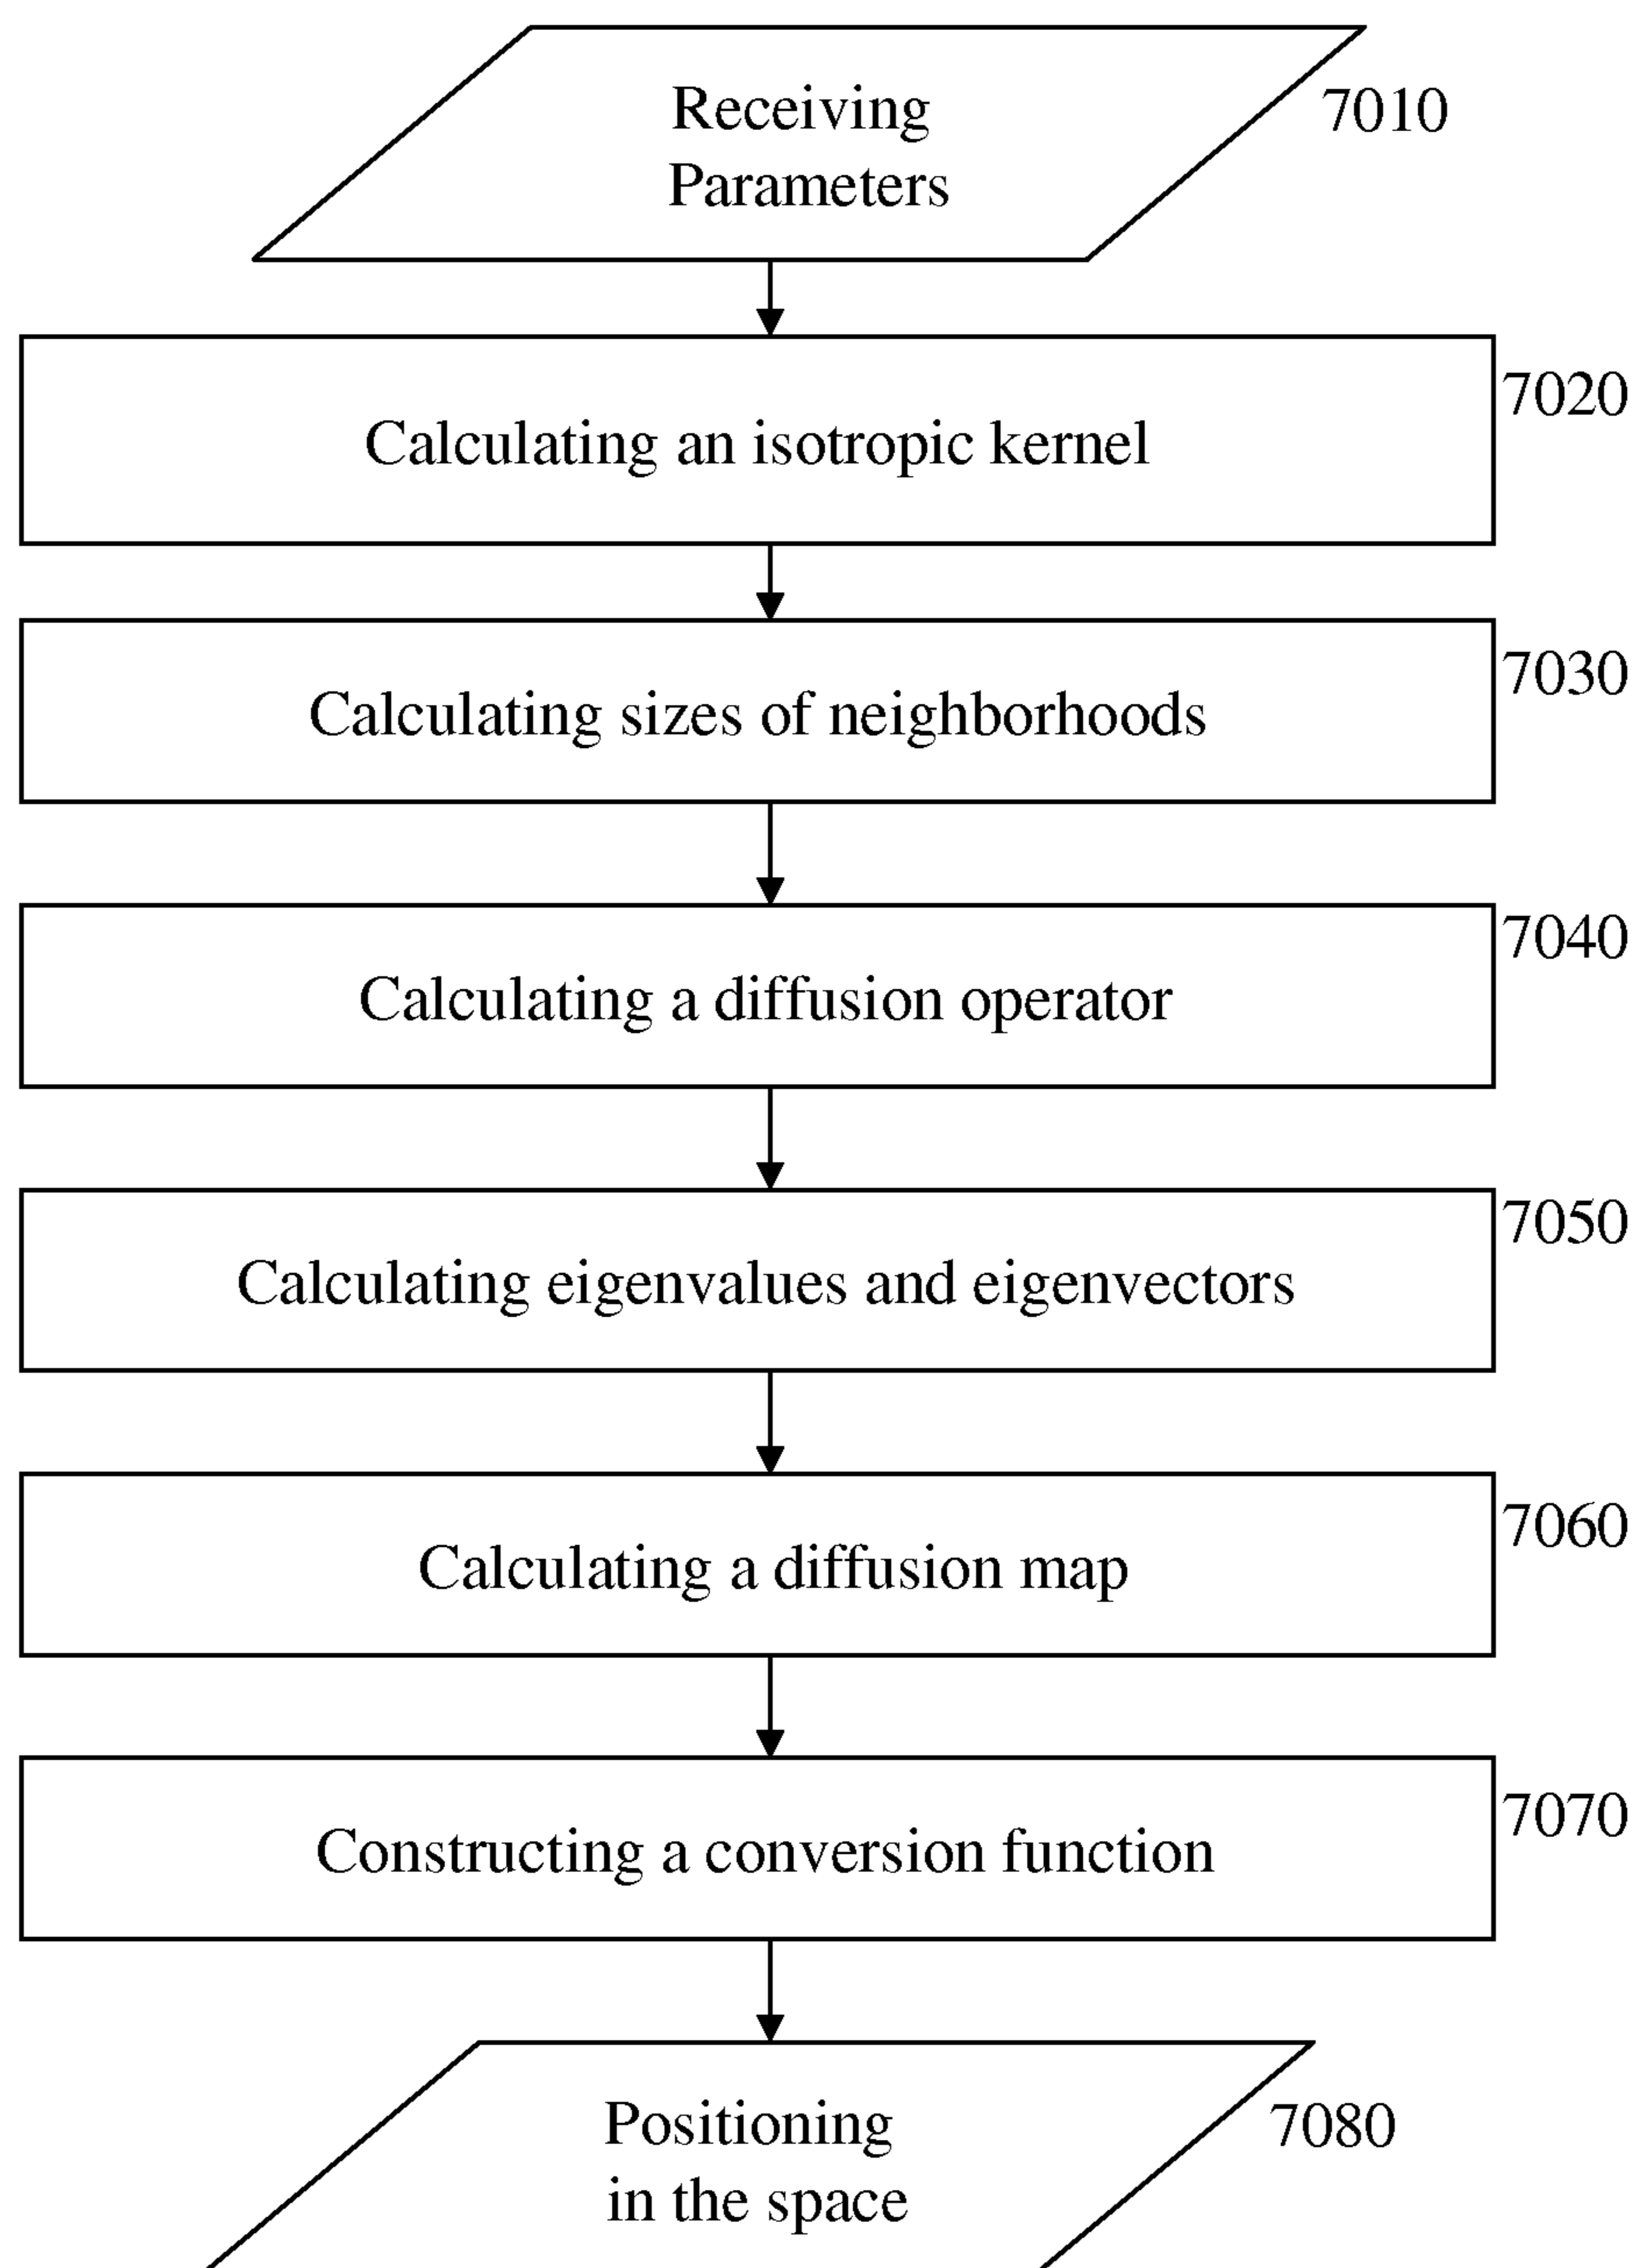 Receiving
Parameters
7010
Calculating an isotropic kernel
7020
Calculating sizes of neighborhoods
7030
Calculating a diffusion operator
7040
Calculating eigenvalues and eigenvectors
7050
Calculating a diffusion map
7060
Constructing a conversion function
7070
Positioning
in the space
7080